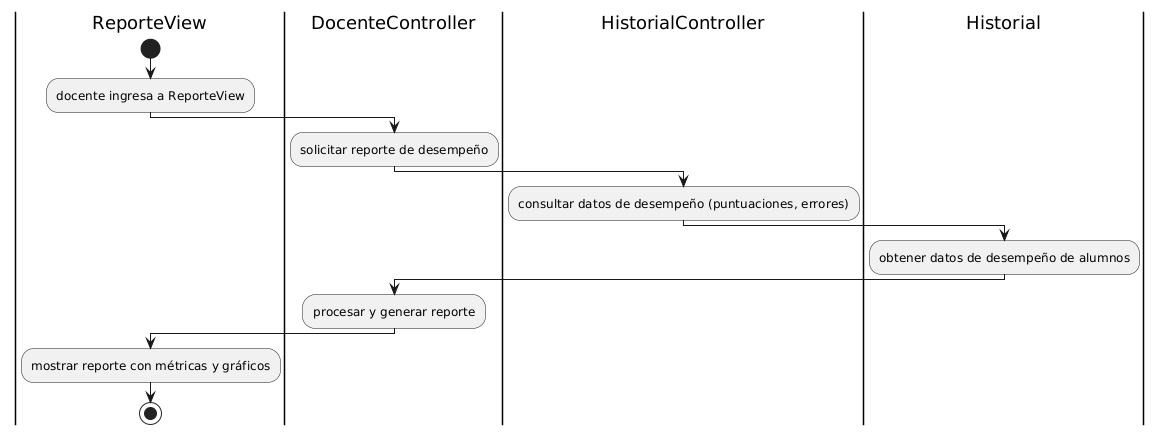 ReporteView
DocenteController
HistorialController
Historial
docente ingresa a ReporteView
solicitar reporte de desempeño
consultar datos de desempeño (puntuaciones, errores)
obtener datos de desempeño de alumnos
procesar y generar reporte
mostrar reporte con métricas y gráficos